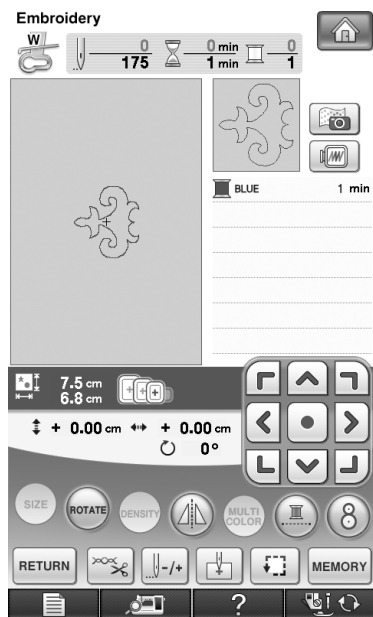 Embroidery
W
0 0 min 0
175 1 min 1
BLUE 1 min
7.5 cm
6.8 cm
+ 0.00 cm + 0.00 cm
0°
SIZE ROTATE DENSITY MULTI COLOR 8
RETURN -/+ MEMORY
?